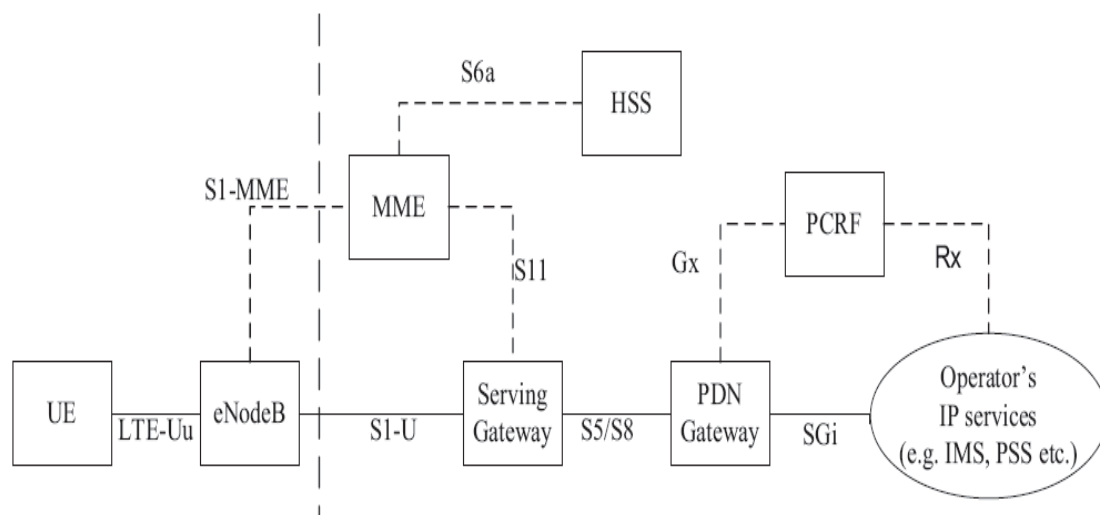 S6a
HSS
S1-MME
MME
PCRF
S11
Gx
Rx
UE
LTE-Uu
eNodeB
S1-U
Serving
Gateway
S5/S8
PDN
Gateway
SGi
Operator's
IP services
(e.g. IMS, PSS etc.)